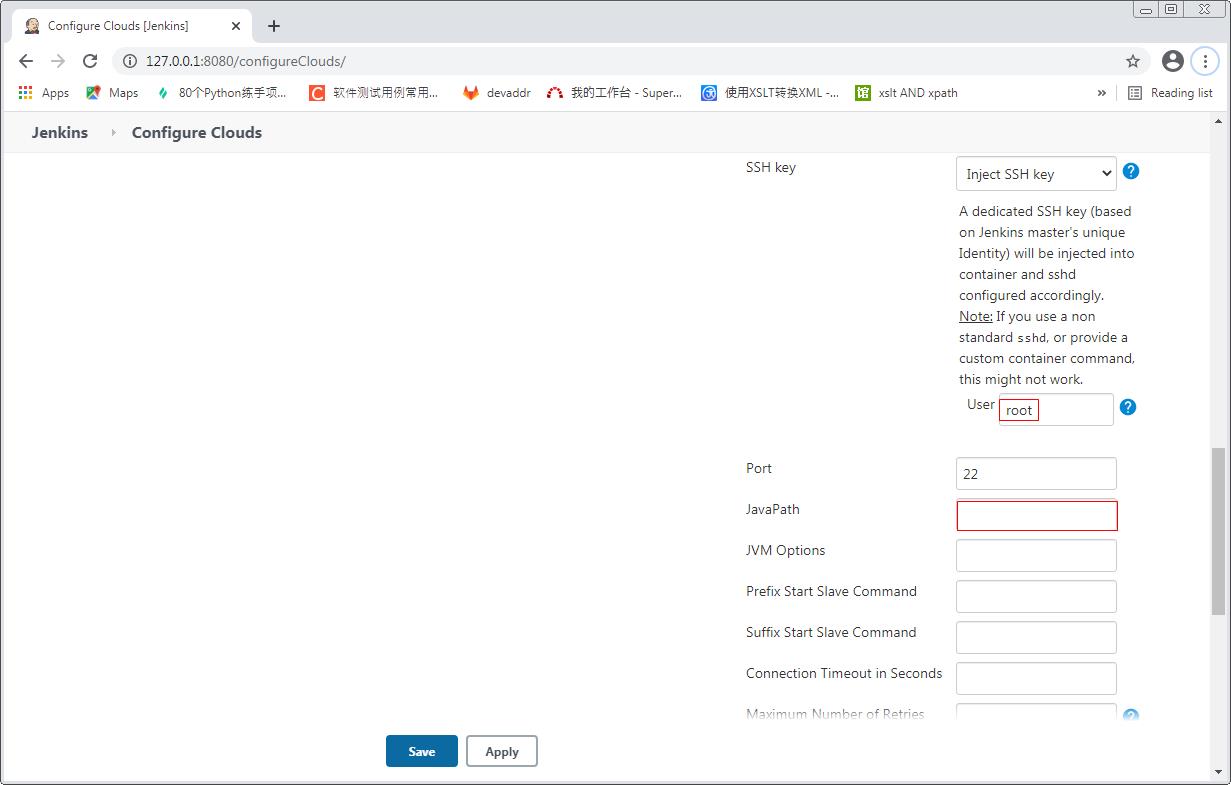 Configure Clouds [Jenkins]
127.0.0.1:8080/configureClouds/
Apps Maps 80个Python练手项... 软件测试用例常用... devaddr 我的工作台 - Super... 使用XSLT转换XML -... xslt AND xpath » Reading list
Jenkins Configure Clouds
SSH key Inject SSH key
A dedicated SSH key (based
on Jenkins master's unique
Identity) will be injected into
container and sshd
configured accordingly.
Note: If you use a non
standard sshd, or provide a
custom container command,
this might not work.
User root
Port 22
JavaPath
JVM Options
Prefix Start Slave Command
Suffix Start Slave Command
Connection Timeout in Seconds
Maximum Number of Retries
Save Apply